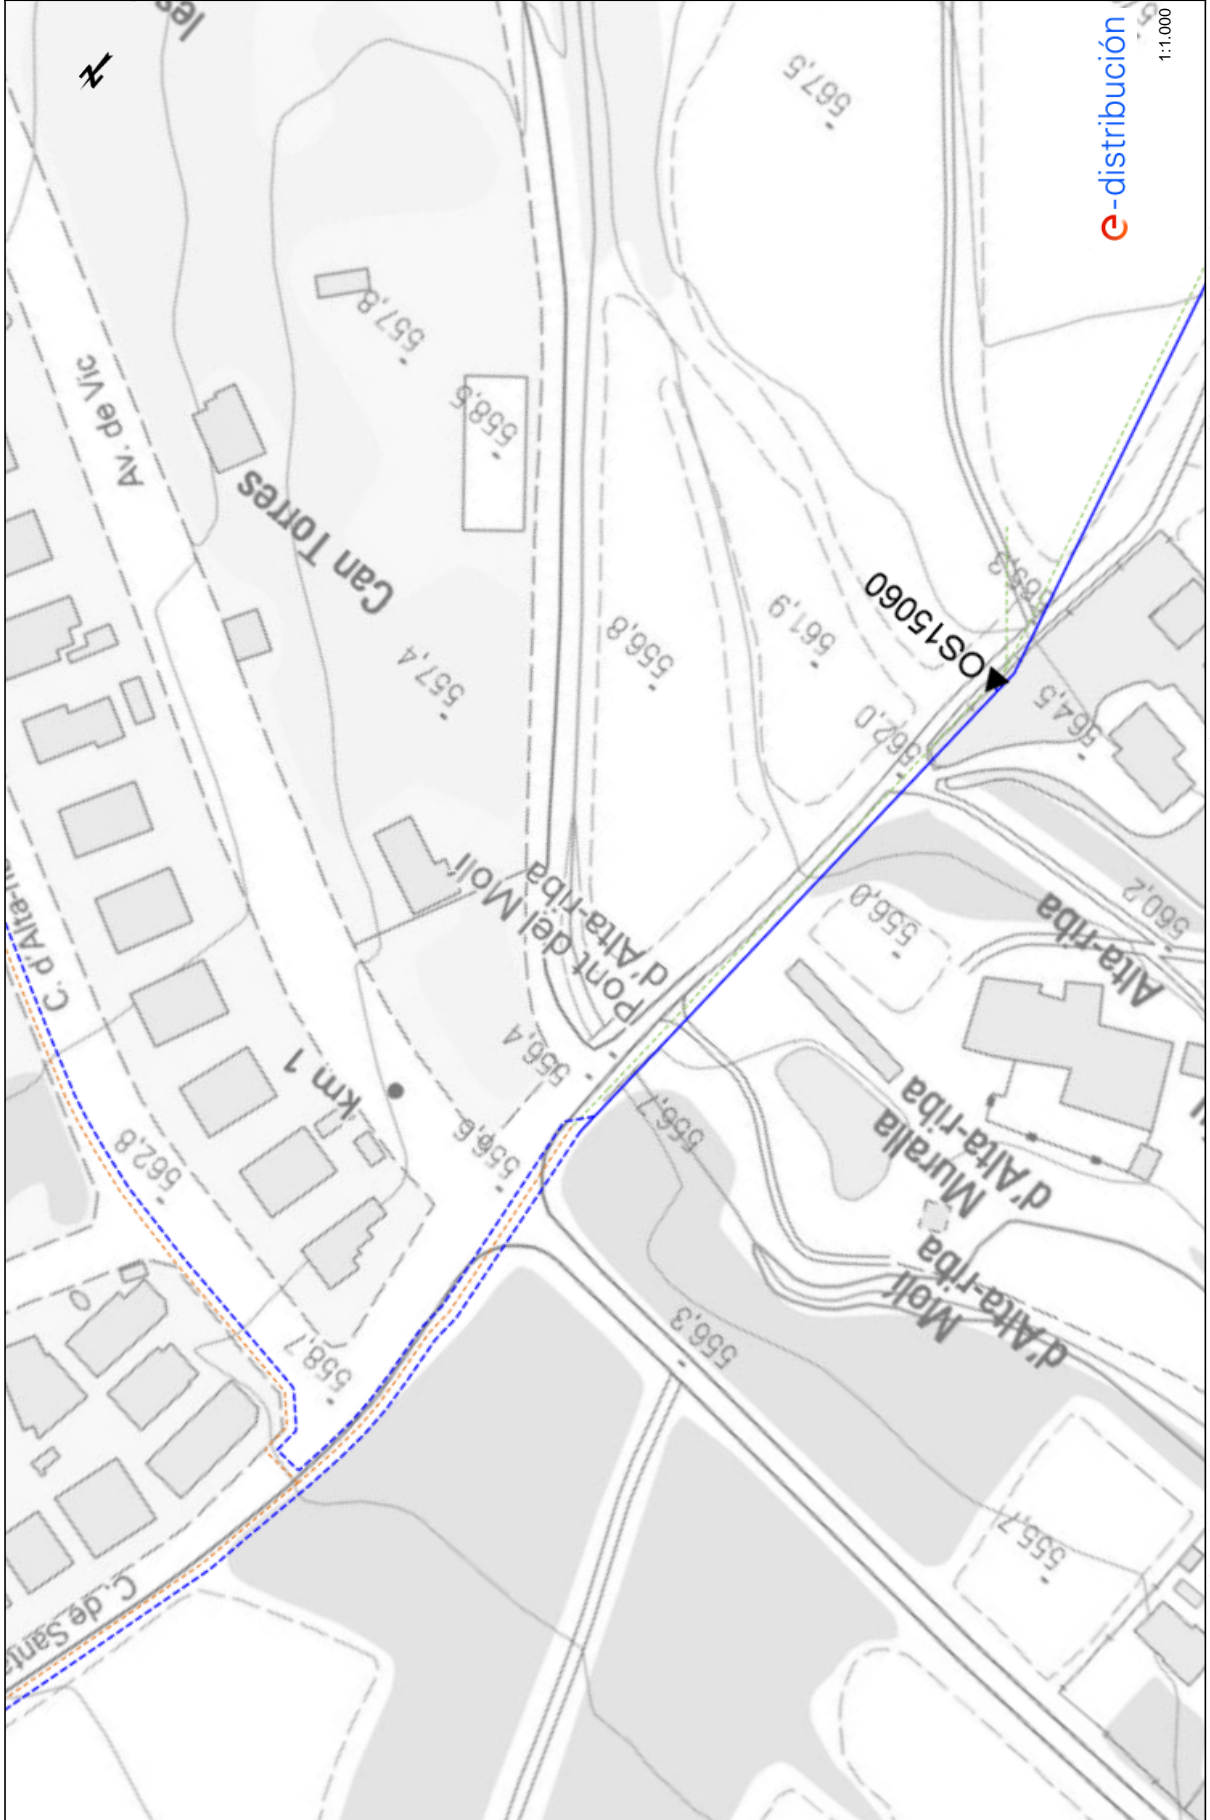 e-distribución
1:1.000
567,5
Av. de Vic
557,8
558,5
Can Torres
557,4
556,8
561,9
OS15060
562,0
564,5
Pont del Molí
d'Alta-riba
556,0
560,2
Alta-riba
556,4
km 1
556,6
556,7
Muralla
d'Alta-riba
Molí
d'Alta-riba
562,8
558,7
556,3
555,7
C. de Santa